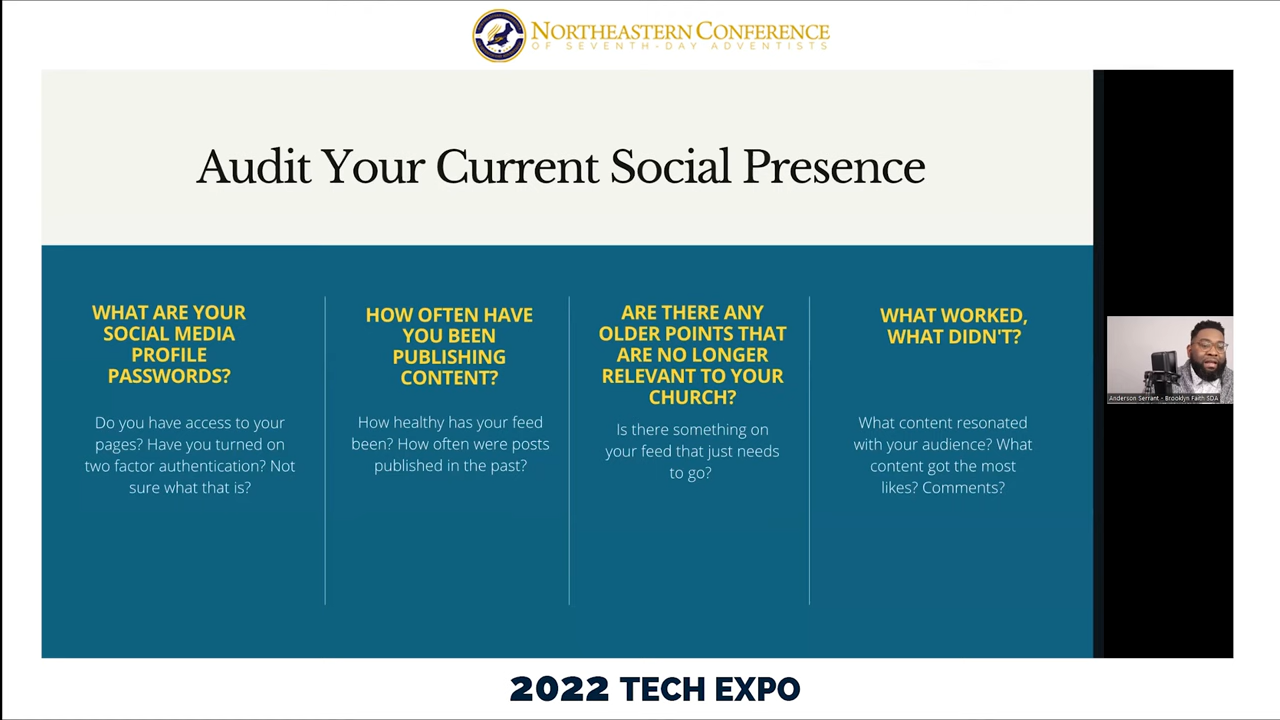 NORTHEASTERN CONFERENCE
OF SEVENTH-DAY ADVENTISTS
Audit Your Current Social Presence
WHAT ARE YOUR
SOCIAL MEDIA
PROFILE
PASSWORDS?
Do you have access to your
pages? Have you turned on
two factor authentication? Not
sure what that is?
HOW OFTEN HAVE
YOU BEEN
PUBLISHING
CONTENT?
How healthy has your feed
been? How often were posts
published in the past?
ARE THERE ANY
OLDER POINTS THAT
ARE NO LONGER
RELEVANT TO YOUR
CHURCH?
Is there something on
your feed that just needs
to go?
WHAT WORKED,
WHAT DIDN'T?
What content resonated
with your audience? What
content got the most
likes? Comments?
Anderson Serrant - Brooklyn Faith SDA
2022 TECH EXPO